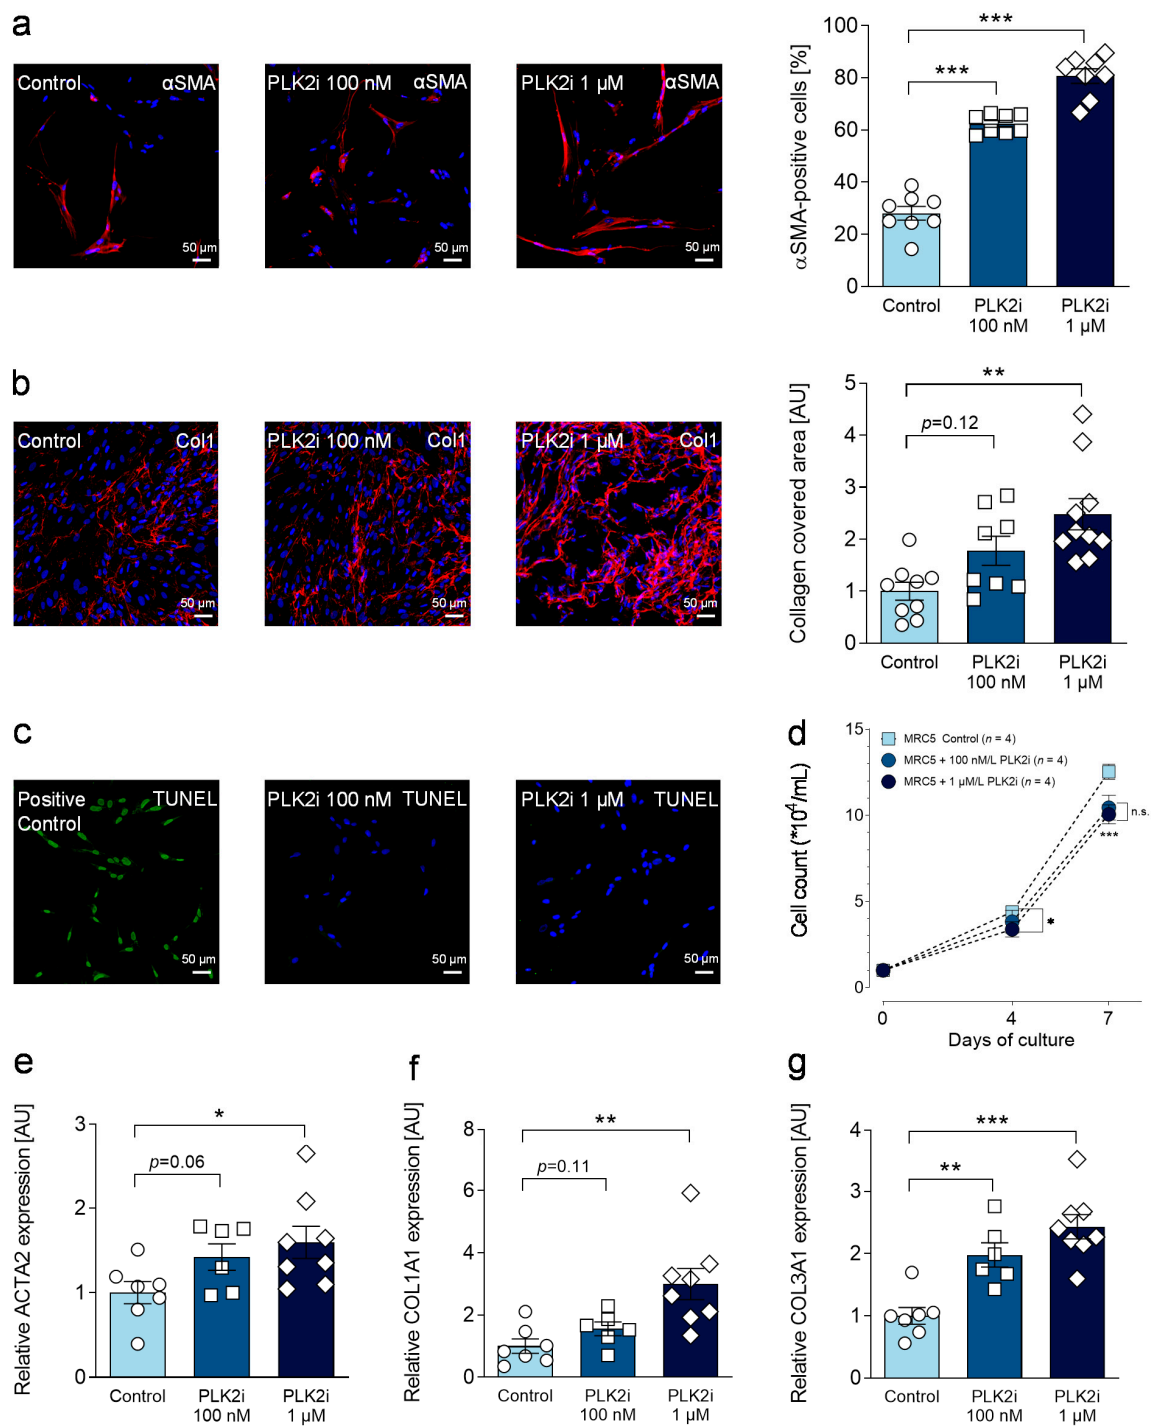 a
Control αSMA
50 µm
PLK2i 100 nM αSMA
50 µm
PLK2i 1 µM αSMA
50 µm
αSMA-positive cells [%]
100
80
60
40
20
0
***
***
Control
PLK2i
100 nM
PLK2i
1 µM
b
Control Col1
50 µm
PLK2i 100 nM Col1
50 µm
PLK2i 1 µM Col1
50 µm
Collagen covered area [AU]
5
4
3
2
1
0
**
p=0.12
Control
PLK2i
100 nM
PLK2i
1 µM
c
Positive TUNEL
Control
50 µm
PLK2i 100 nM TUNEL
50 µm
PLK2i 1 µM TUNEL
50 µm
d
Cell count (*10⁴/mL)
15
10
5
0
MRC5 Control (n = 4)
MRC5 + 100 nM/L PLK2i (n = 4)
MRC5 + 1 µM/L PLK2i (n = 4)
n.s.
***
*
0
4
7
Days of culture
e
Relative ACTA2 expression [AU]
3
2
1
0
*
p=0.06
Control
PLK2i
100 nM
PLK2i
1 µM
f
Relative COL1A1 expression [AU]
8
6
4
2
0
**
p=0.11
Control
PLK2i
100 nM
PLK2i
1 µM
g
Relative COL3A1 expression [AU]
4
3
2
1
0
***
**
Control
PLK2i
100 nM
PLK2i
1 µM